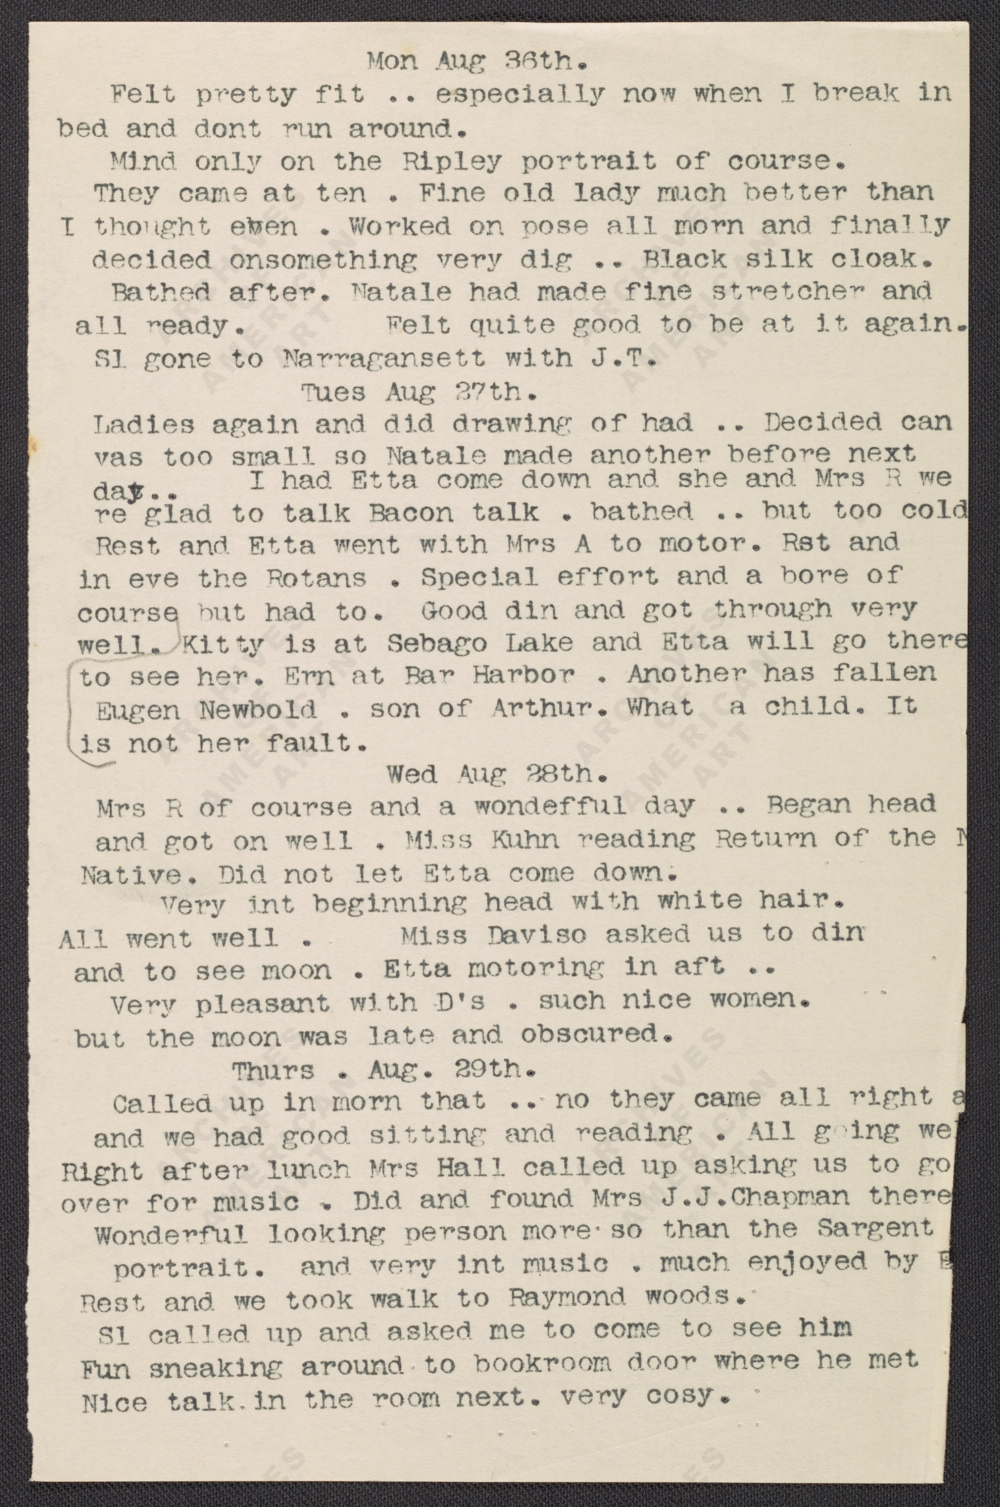 Mon Aug 36th.
Felt pretty fit .. especially now when I break in
bed and dont run around.
Mind only on the Ripley portrait of course.
They came at ten . Fine old lady much better than
I thought even . Worked on pose all morn and finally
decided onsomething very dig .. Black silk cloak.
Bathed after. Natale had made fine stretcher and
all ready. Felt quite good to be at it again.
Sl gone to Narragansett with J.T.
Tues Aug 27th.
Ladies again and did drawing of had .. Decided can
vas too small so Natale made another before next
day.. I had Etta come down and she and Mrs R we
re glad to talk Bacon talk . bathed .. but too cold
Rest and Etta went with Mrs A to motor. Rst and
in eve the Rotans . Special effort and a bore of
course but had to. Good din and got through very
well. Kitty is at Sebago Lake and Etta will go there
to see her. Ern at Bar Harbor . Another has fallen
Eugen Newbold . son of Arthur. What a child. It
is not her fault.
Wed Aug 28th.
Mrs R of course and a wondefful day .. Began head
and got on well . Miss Kuhn reading Return of the N
Native. Did not let Etta come down.
Very int beginning head with white hair.
All went well . Miss Daviso asked us to din
and to see moon . Etta motoring in aft ..
Very pleasant with D's . such nice women.
but the moon was late and obscured.
Thurs . Aug. 29th.
Called up in morn that .. no they came all right a
and we had good sitting and reading . All going wel
Right after lunch Mrs Hall called up asking us to go
over for music . Did and found Mrs J.J.Chapman there
Wonderful looking person more so than the Sargent
portrait. and very int music . much enjoyed by E
Rest and we took walk to Raymond woods.
Sl called up and asked me to come to see him
Fun sneaking around to bookroom door where he met
Nice talk.in the room next. very cosy.
ARCHIVES OF AMERICAN ART